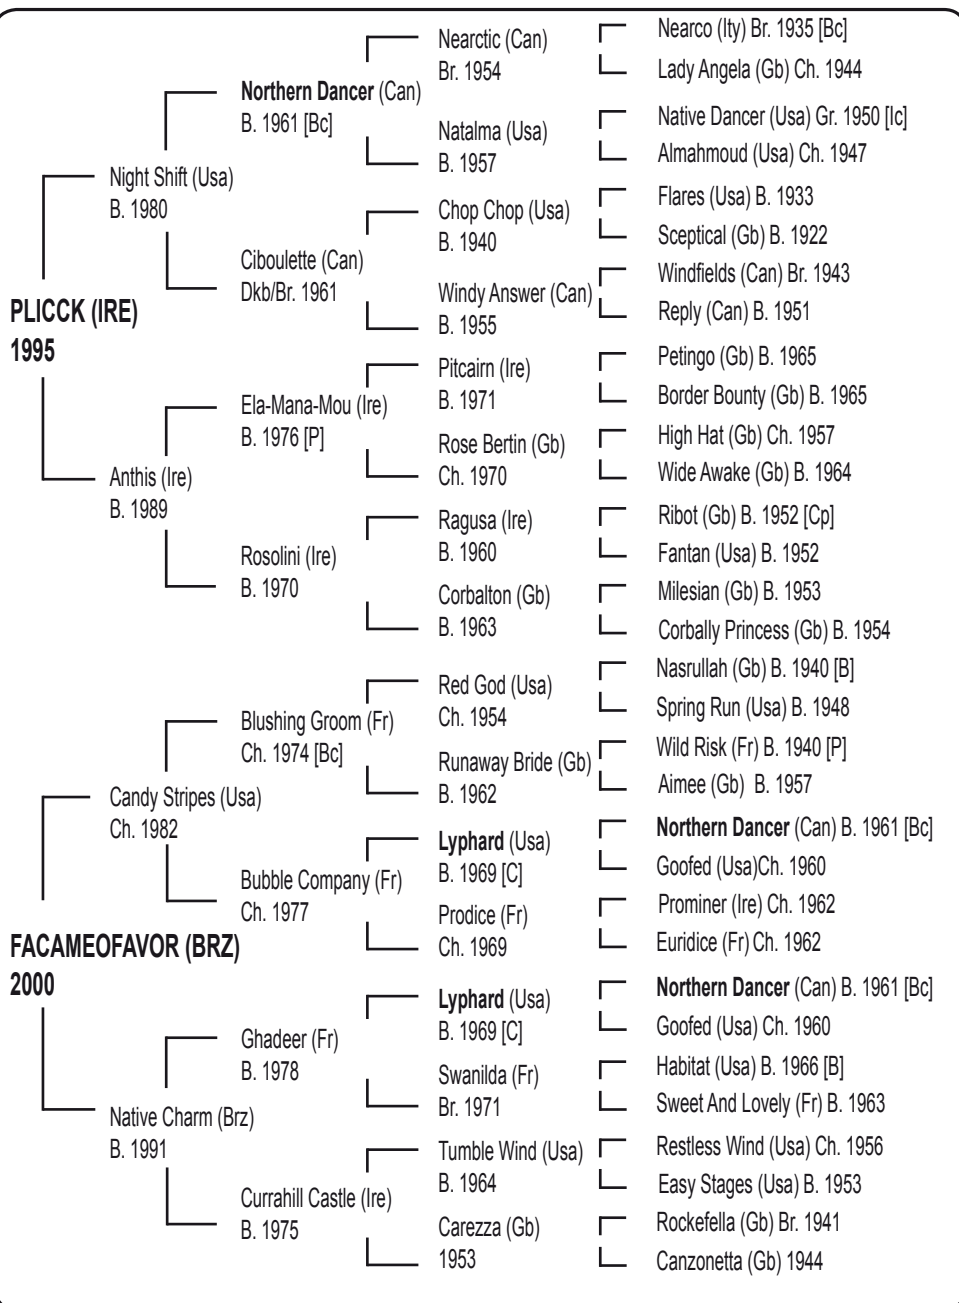 Nearco (Ity) Br. 1935 [Bc]
Nearctic (Can)
Br. 1954
Lady Angela (Gb) Ch. 1944
Northern Dancer (Can)
B. 1961 [Bc]
Native Dancer (Usa) Gr. 1950 [Ic]
Natalma (Usa)
B. 1957
Almahmoud (Usa) Ch. 1947
Night Shift (Usa)
B. 1980
Flares (Usa) B. 1933
Chop Chop (Usa)
B. 1940
Sceptical (Gb) B. 1922
Ciboulette (Can)
Dkb/Br. 1961
Windfields (Can) Br. 1943
Windy Answer (Can)
B. 1955
Reply (Can) B. 1951
PLICCK (IRE)
1995
Petingo (Gb) B. 1965
Pitcairn (Ire)
B. 1971
Border Bounty (Gb) B. 1965
Ela-Mana-Mou (Ire)
B. 1976 [P]
High Hat (Gb) Ch. 1957
Rose Bertin (Gb)
Ch. 1970
Wide Awake (Gb) B. 1964
Anthis (Ire)
B. 1989
Ribot (Gb) B. 1952 [Cp]
Ragusa (Ire)
B. 1960
Fantan (Usa) B. 1952
Rosolini (Ire)
B. 1970
Milesian (Gb) B. 1953
Corbalton (Gb)
B. 1963
Corbally Princess (Gb) B. 1954
Nasrullah (Gb) B. 1940 [B]
Red God (Usa)
Ch. 1954
Spring Run (Usa) B. 1948
Blushing Groom (Fr)
Ch. 1974 [Bc]
Wild Risk (Fr) B. 1940 [P]
Runaway Bride (Gb)
B. 1962
Aimee (Gb) B. 1957
Candy Stripes (Usa)
Ch. 1982
Northern Dancer (Can) B. 1961 [Bc]
Lyphard (Usa)
B. 1969 [C]
Goofed (Usa)Ch. 1960
Bubble Company (Fr)
Ch. 1977
Prominer (Ire) Ch. 1962
Prodice (Fr)
Ch. 1969
Euridice (Fr) Ch. 1962
FACAMEOFAVOR (BRZ)
2000
Northern Dancer (Can) B. 1961 [Bc]
Lyphard (Usa)
B. 1969 [C]
Goofed (Usa) Ch. 1960
Ghadeer (Fr)
B. 1978
Habitat (Usa) B. 1966 [B]
Swanilda (Fr)
Br. 1971
Sweet And Lovely (Fr) B. 1963
Native Charm (Brz)
B. 1991
Restless Wind (Usa) Ch. 1956
Tumble Wind (Usa)
B. 1964
Easy Stages (Usa) B. 1953
Currahill Castle (Ire)
B. 1975
Rockefella (Gb) Br. 1941
Carezza (Gb)
1953
Canzonetta (Gb) 1944